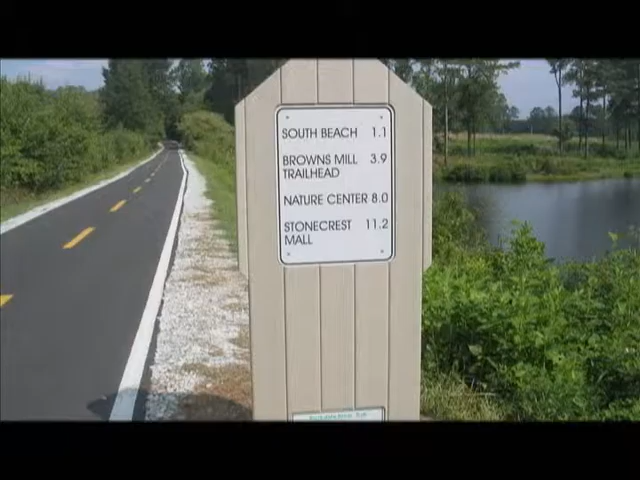 SOUTH BEACH 1.1
BROWNS MILL 3.9
TRAILHEAD
NATURE CENTER 8.0
STONECREST 11.2
MALL